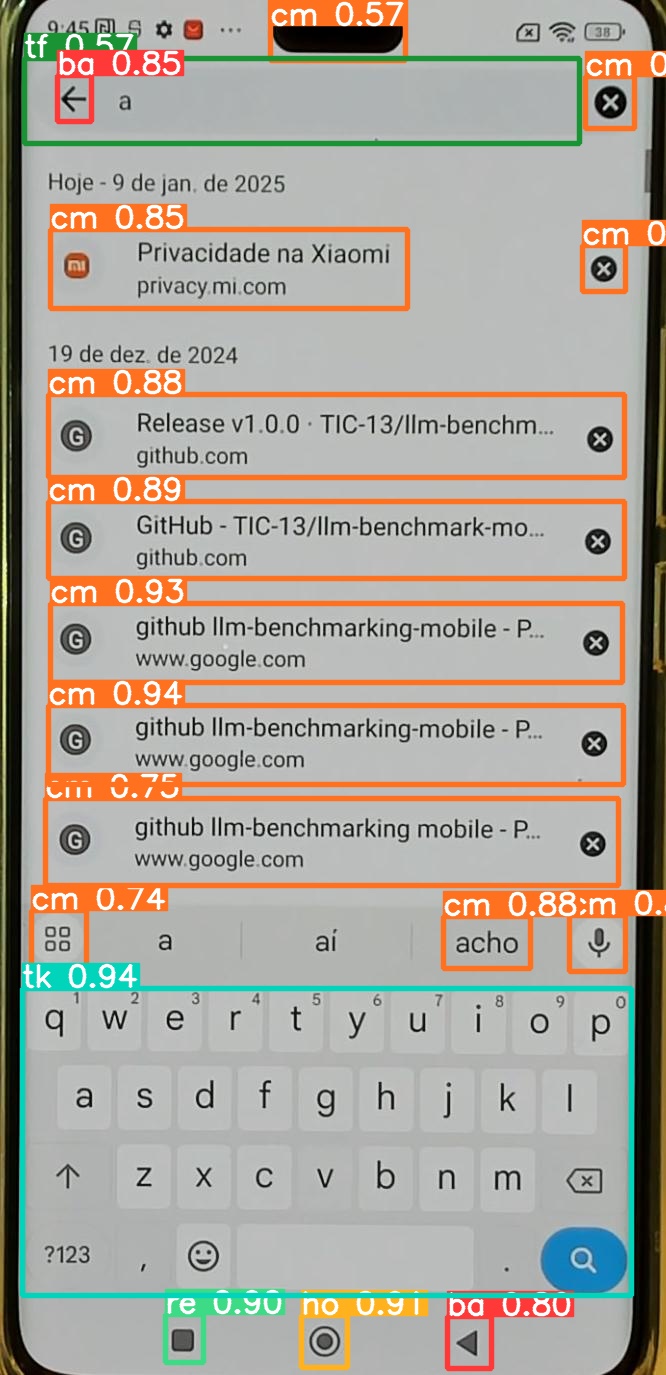 9:45
cm 0.57
38
tf 0.57
ba 0.85
cm 0
a
Hoje - 9 de jan. de 2025
cm 0.85
cm 0
mi
Privacidade na Xiaomi
privacy.mi.com
19 de dez. de 2024
cm 0.88
G
Release v1.0.0 · TIC-13/llm-benchm...
github.com
cm 0.89
G
GitHub - TIC-13/llm-benchmark-mo...
github.com
cm 0.93
G
github llm-benchmarking-mobile - P...
www.google.com
cm 0.94
G
github llm-benchmarking-mobile - P...
www.google.com
cm 0.75
G
github llm-benchmarking mobile - P...
www.google.com
cm 0.74
cm 0.88
cm 0.
a aí acho
tk 0.94
1 2 3 4 5 6 7 8 9 0
q w e r t y u i o p
a s d f g h j k l
z x c v b n m
?123 , .
re 0.90 ho 0.91 ba 0.80